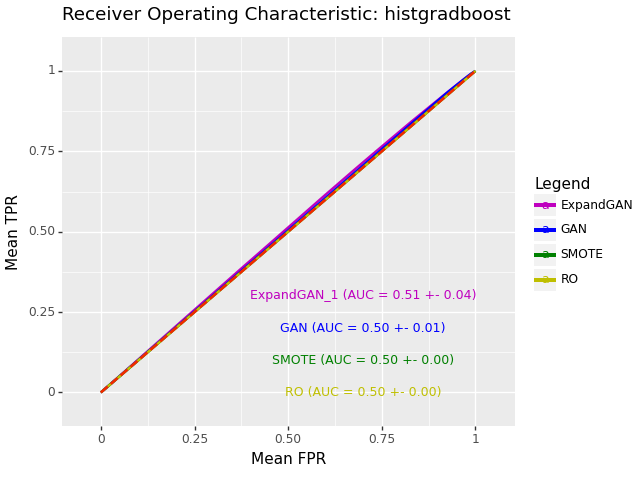 Receiver Operating Characteristic: histgradboost
1
0.75
0.50
0.25
0
Mean TPR
ExpandGAN_1 (AUC = 0.51 +- 0.04)
GAN (AUC = 0.50 +- 0.01)
SMOTE (AUC = 0.50 +- 0.00)
RO (AUC = 0.50 +- 0.00)
0 0.25 0.50 0.75 1
Mean FPR
Legend
a ExpandGAN
a GAN
a SMOTE
a RO